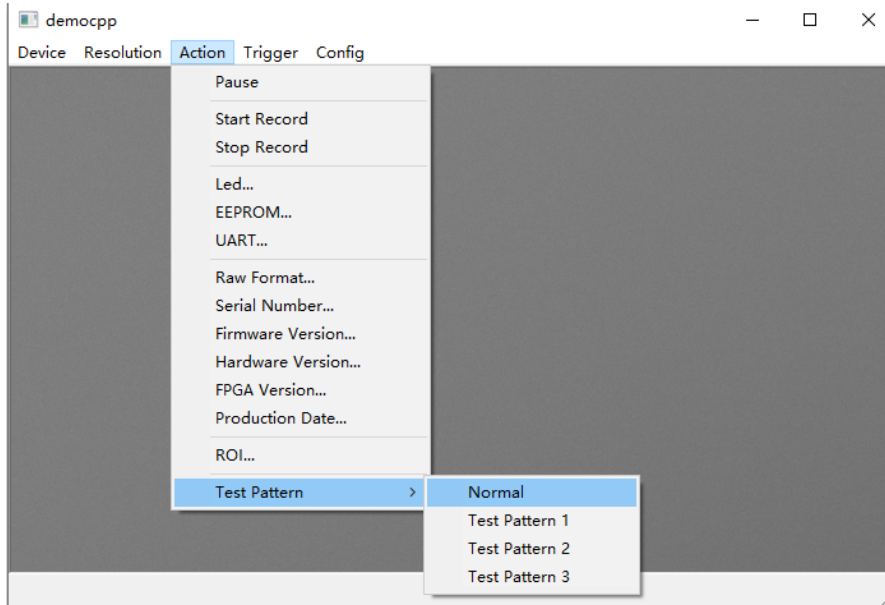 democpp
Device Resolution Action Trigger Config
Pause
Start Record
Stop Record
Led...
EEPROM...
UART...
Raw Format...
Serial Number...
Firmware Version...
Hardware Version...
FPGA Version...
Production Date...
ROI...
Test Pattern
Normal
Test Pattern 1
Test Pattern 2
Test Pattern 3